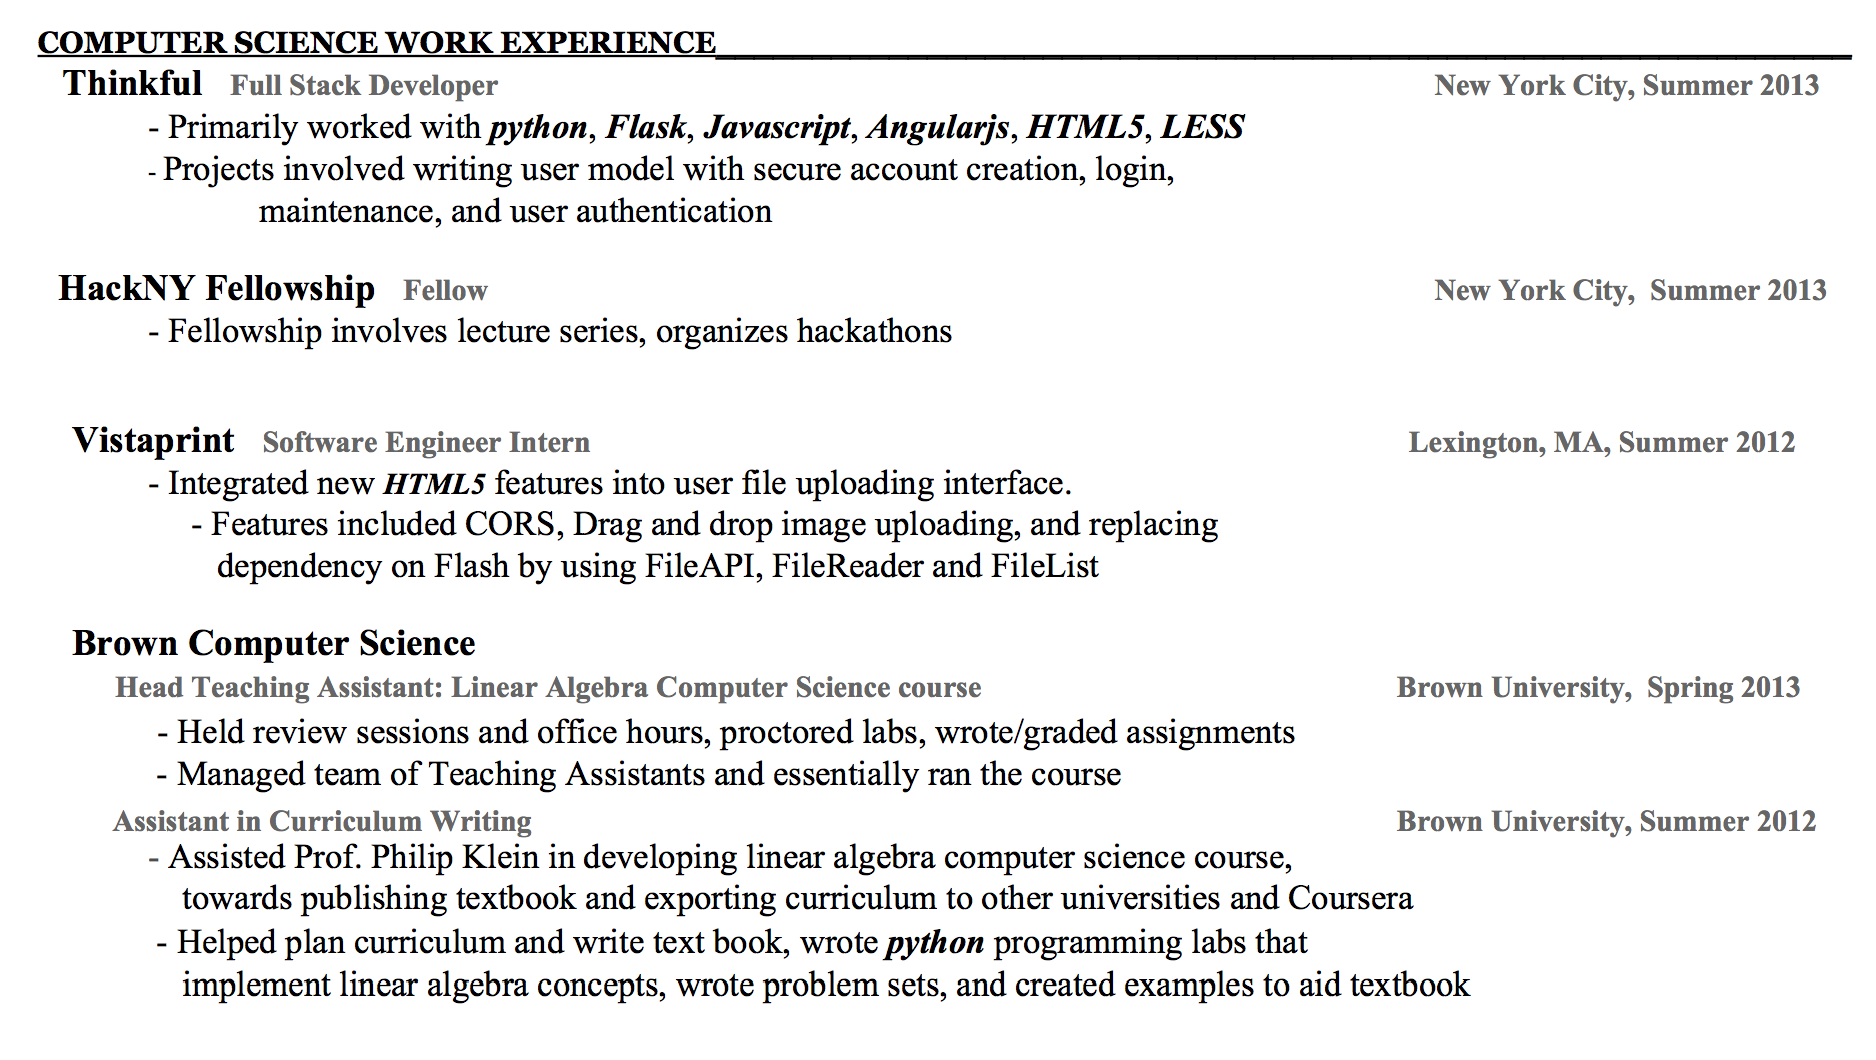 COMPUTER SCIENCE WORK EXPERIENCE
Thinkful Full Stack Developer New York City, Summer 2013
- Primarily worked with python, Flask, Javascript, Angularjs, HTML5, LESS
- Projects involved writing user model with secure account creation, login,
maintenance, and user authentication
HackNY Fellowship Fellow New York City, Summer 2013
- Fellowship involves lecture series, organizes hackathons
Vistaprint Software Engineer Intern Lexington, MA, Summer 2012
- Integrated new HTML5 features into user file uploading interface.
- Features included CORS, Drag and drop image uploading, and replacing
dependency on Flash by using FileAPI, FileReader and FileList
Brown Computer Science
Head Teaching Assistant: Linear Algebra Computer Science course Brown University, Spring 2013
- Held review sessions and office hours, proctored labs, wrote/graded assignments
- Managed team of Teaching Assistants and essentially ran the course
Assistant in Curriculum Writing Brown University, Summer 2012
- Assisted Prof. Philip Klein in developing linear algebra computer science course,
towards publishing textbook and exporting curriculum to other universities and Coursera
- Helped plan curriculum and write text book, wrote python programming labs that
implement linear algebra concepts, wrote problem sets, and created examples to aid textbook